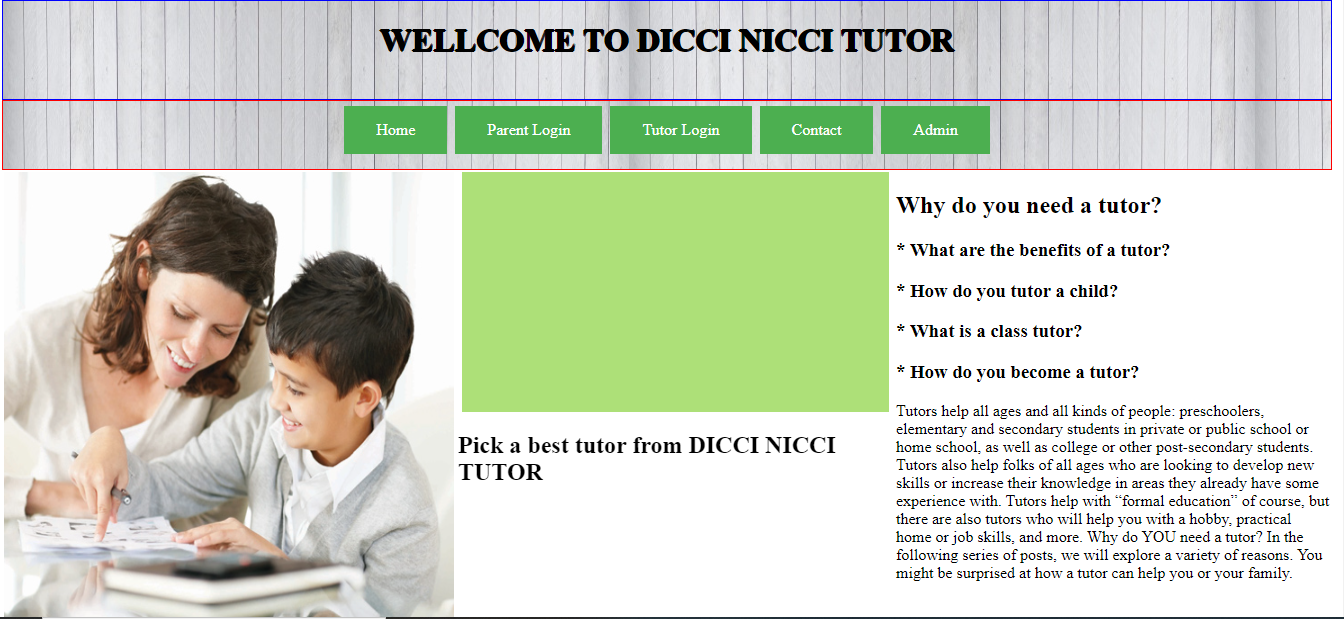 WELLCOME TO DICCI NICCI TUTOR
Home Parent Login Tutor Login Contact Admin
Pick a best tutor from DICCI NICCI
TUTOR
Why do you need a tutor?
* What are the benefits of a tutor?
* How do you tutor a child?
* What is a class tutor?
* How do you become a tutor?
Tutors help all ages and all kinds of people: preschoolers,
elementary and secondary students in private or public school or
home school, as well as college or other post-secondary students.
Tutors also help folks of all ages who are looking to develop new
skills or increase their knowledge in areas they already have some
experience with. Tutors help with “formal education” of course, but
there are also tutors who will help you with a hobby, practical
home or job skills, and more. Why do YOU need a tutor? In the
following series of posts, we will explore a variety of reasons. You
might be surprised at how a tutor can help you or your family.